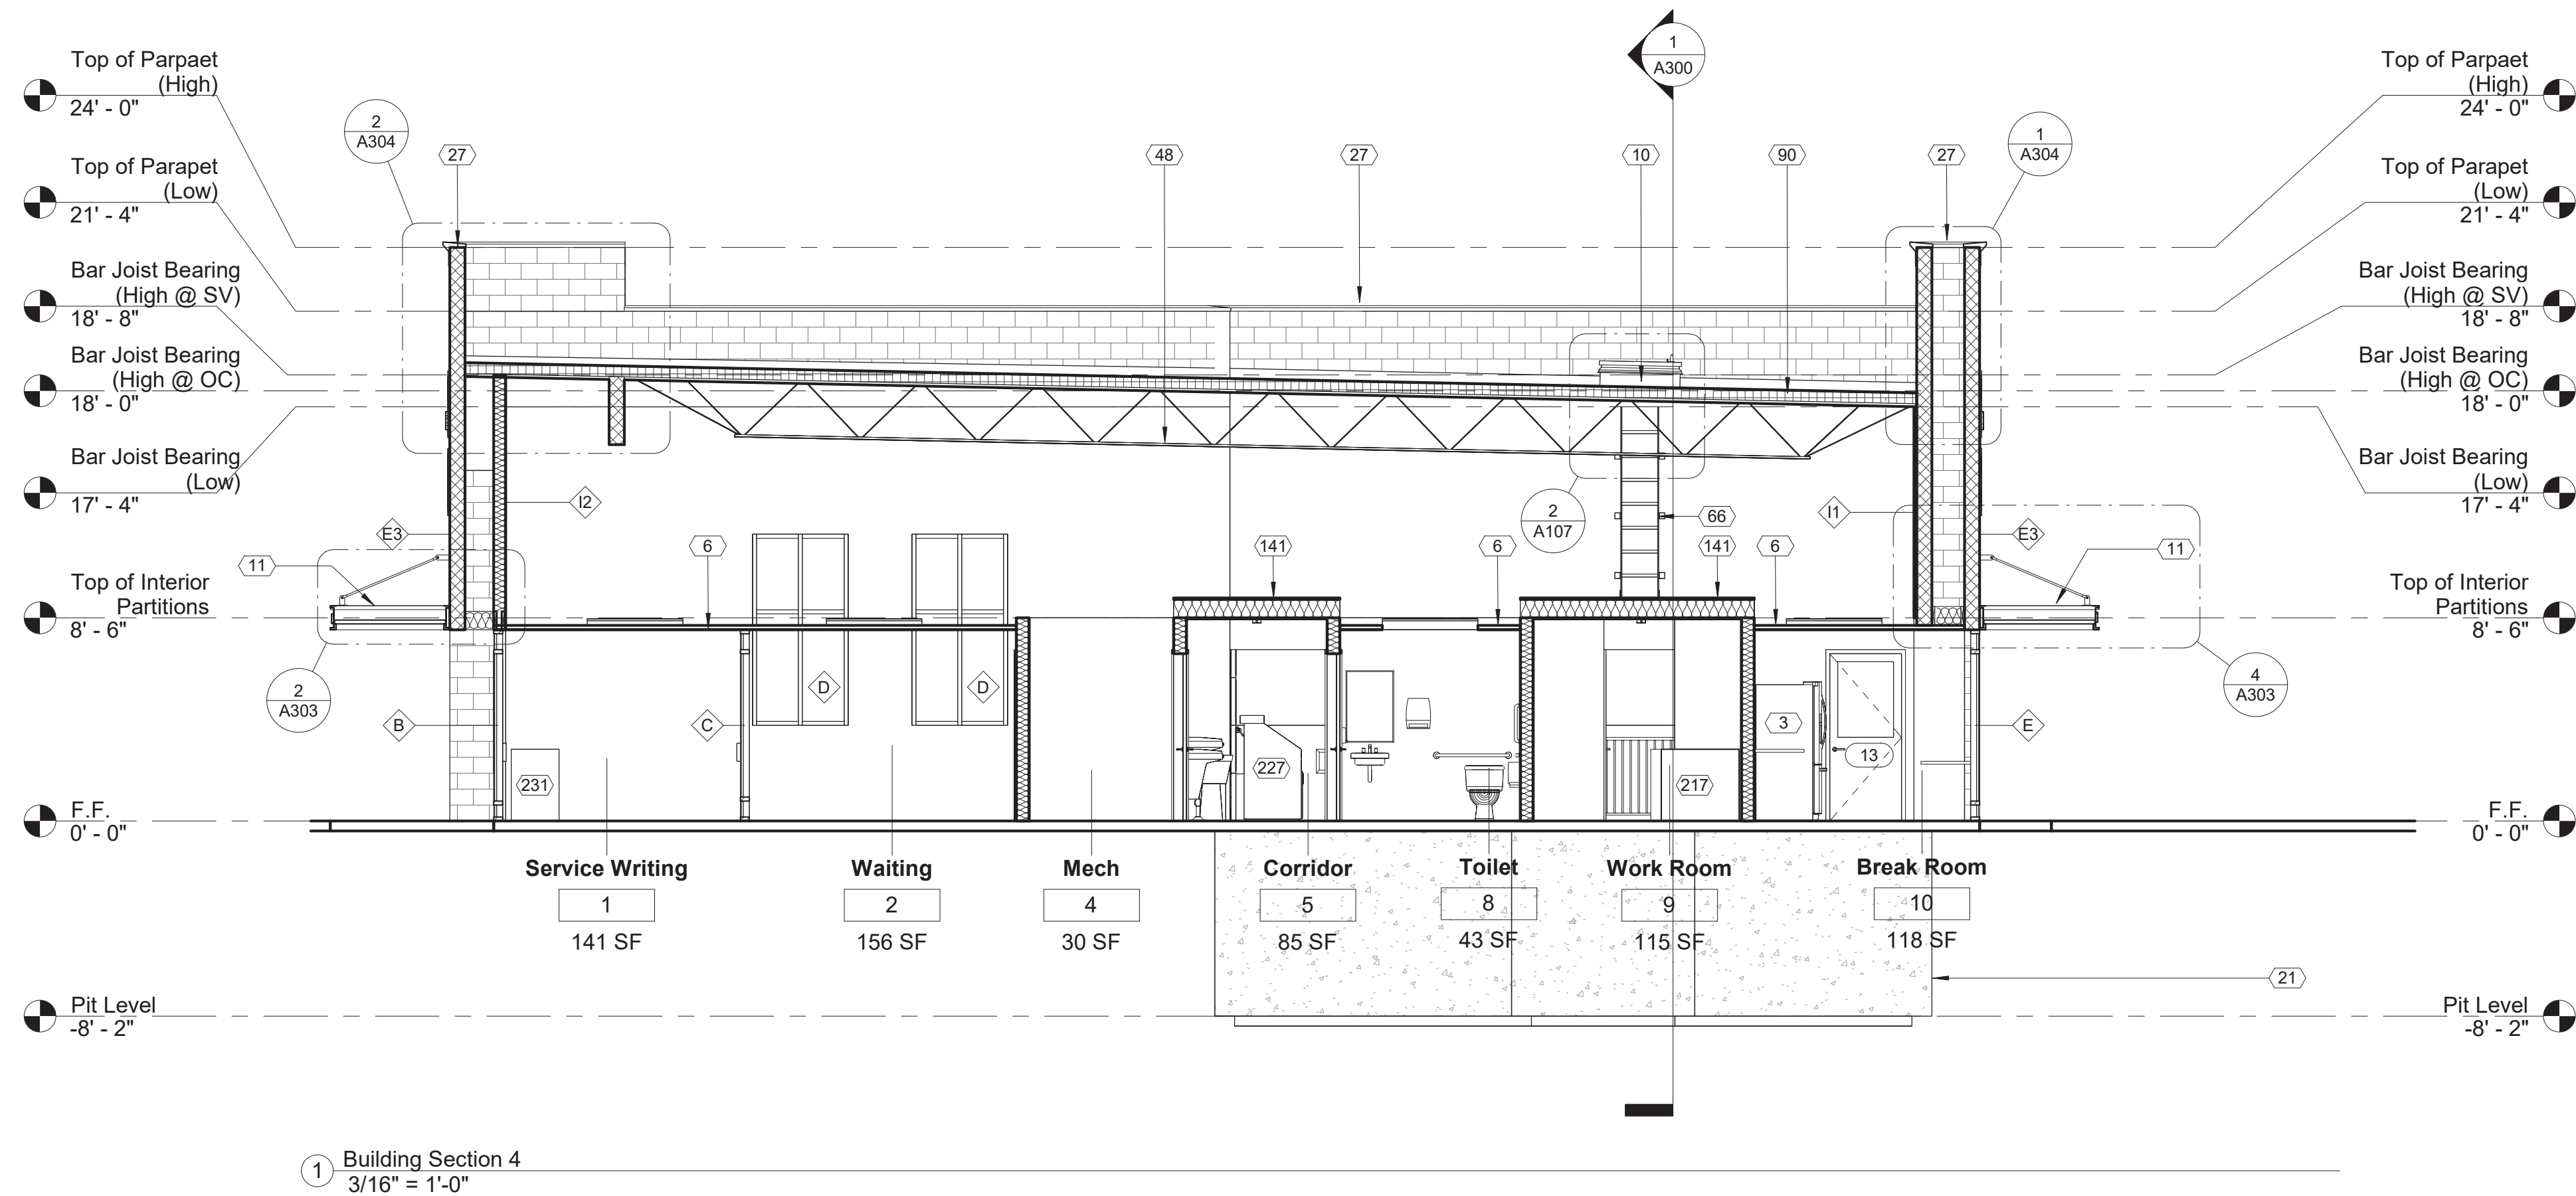 1
A300
Top of Parpaet
(High)
24' - 0"
Top of Parapet
(Low)
21' - 4"
Bar Joist Bearing
(High @ SV)
18' - 8"
Bar Joist Bearing
(High @ OC)
18' - 0"
Bar Joist Bearing
(Low)
17' - 4"
Top of Interior
Partitions
8' - 6"
F.F.
0' - 0"
Pit Level
-8' - 2"
2
A304
27
48
27
10
90
27
1
A304
I2
E3
11
2
A303
B
6
C
D
D
141
6
2
A107
66
141
6
I1
E3
11
4
A303
E
231
227
217
3
13
Service Writing
1
141 SF
Waiting
2
156 SF
Mech
4
30 SF
Corridor
5
85 SF
Toilet
8
43 SF
Work Room
9
115 SF
Break Room
10
118 SF
21
Top of Parpaet
(High)
24' - 0"
Top of Parapet
(Low)
21' - 4"
Bar Joist Bearing
(High @ SV)
18' - 8"
Bar Joist Bearing
(High @ OC)
18' - 0"
Bar Joist Bearing
(Low)
17' - 4"
Top of Interior
Partitions
8' - 6"
F.F.
0' - 0"
Pit Level
-8' - 2"
1
Building Section 4
3/16" = 1'-0"